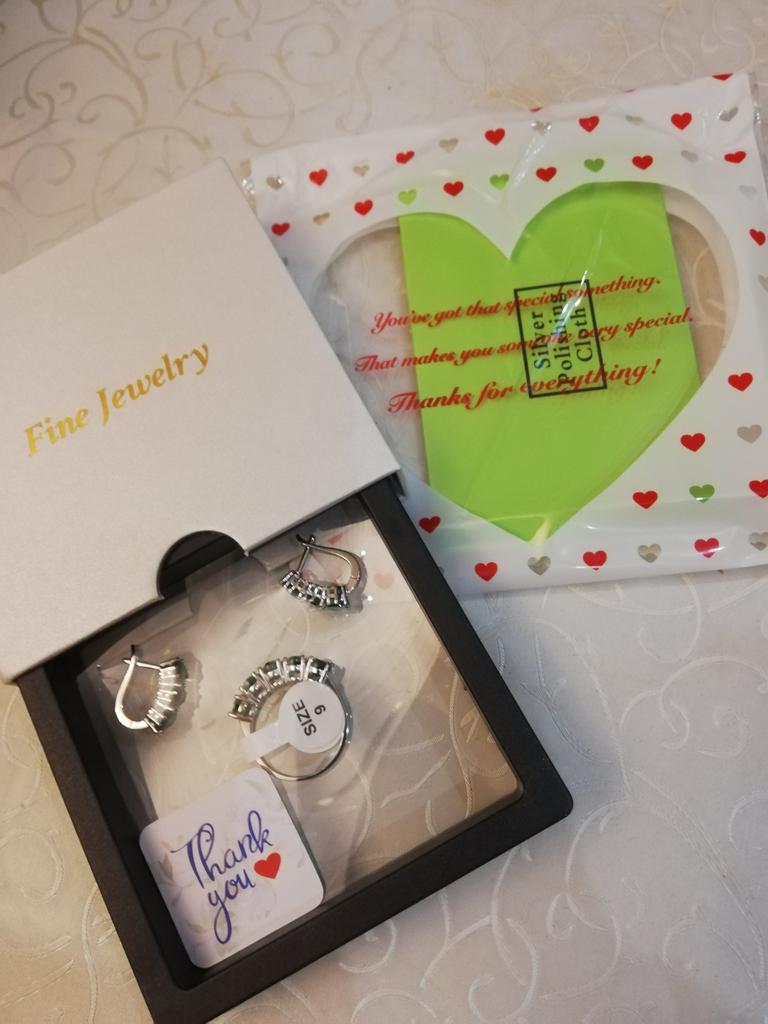 You've got that special something.
That makes you someone very special.
Thanks for everything!
Silver
Polishing
Cloth
Fine Jewelry
SIZE
9
Thank
you